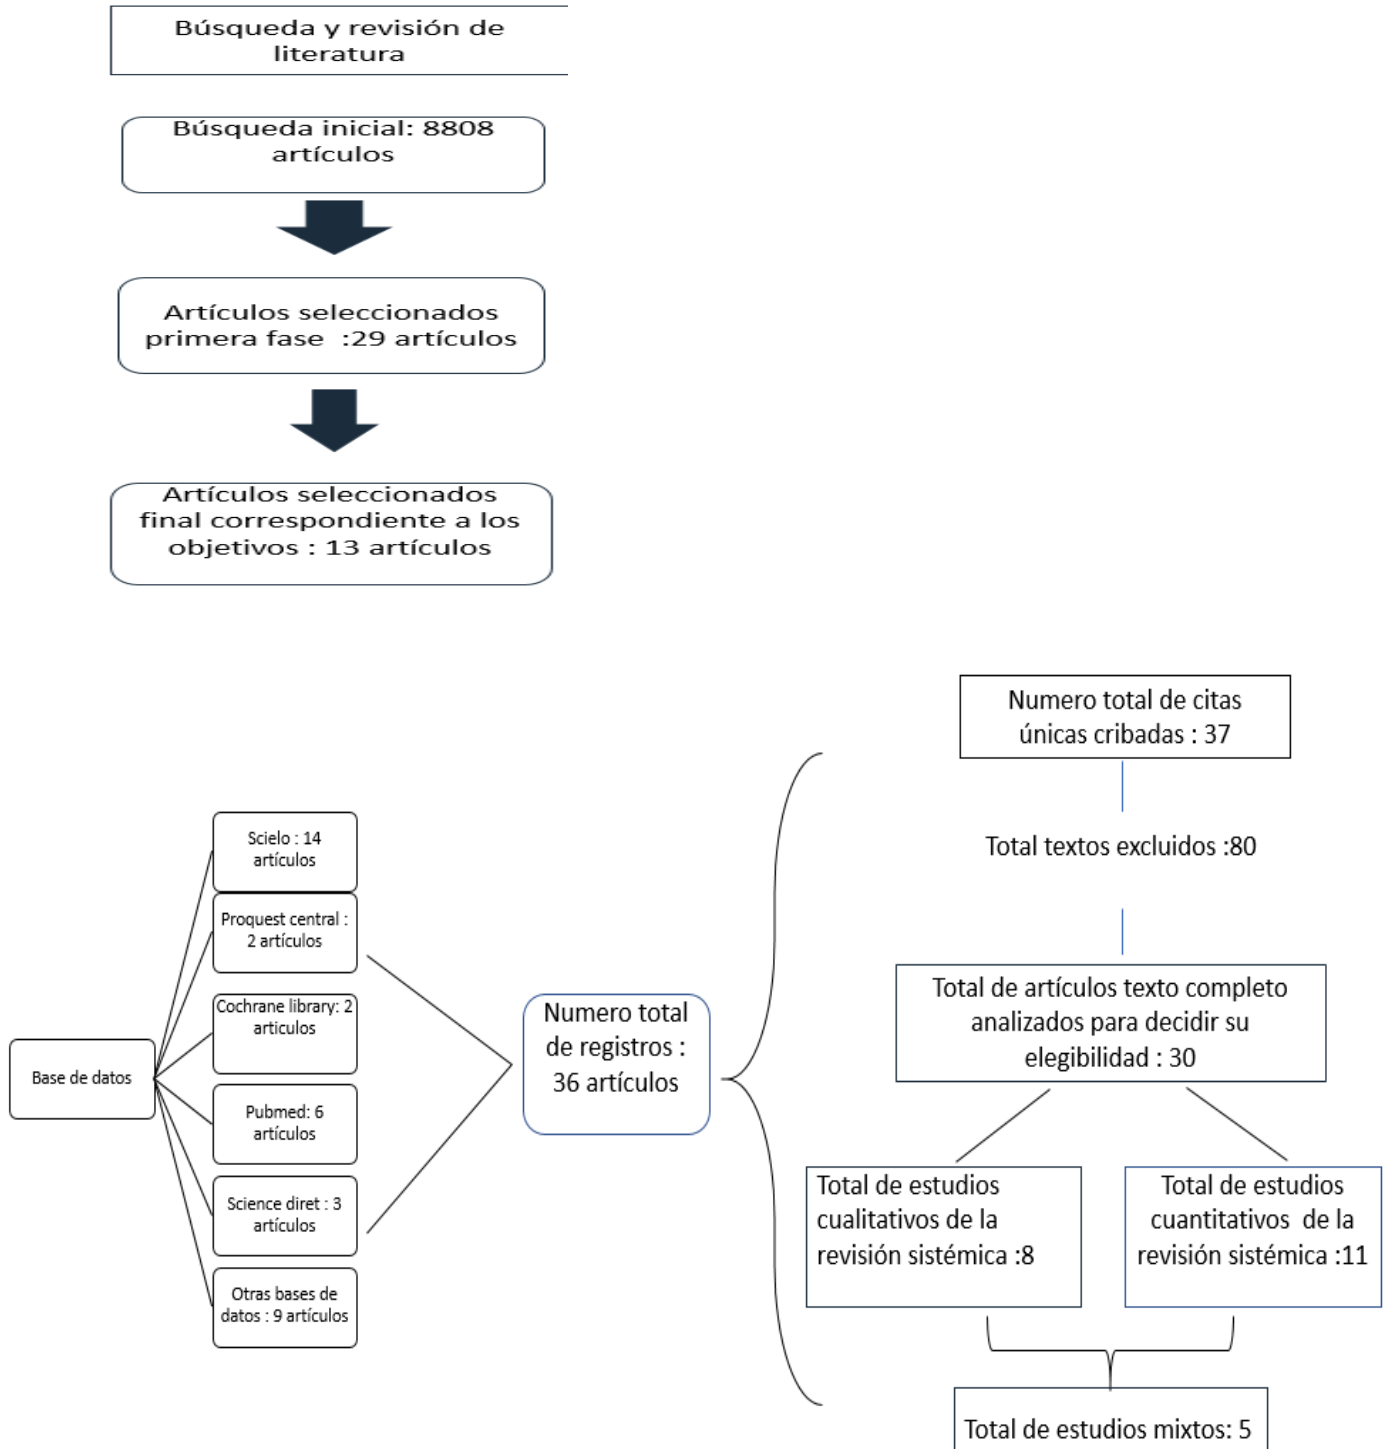 Búsqueda y revisión de
literatura
Búsqueda inicial: 8808
artículos
Artículos seleccionados
primera fase :29 artículos
Artículos seleccionados
final correspondiente a los
objetivos : 13 artículos
Base de datos
Scielo : 14
artículos
Proquest central :
2 artículos
Cochrane library: 2
articulos
Pubmed: 6
artículos
Science diret : 3
artículos
Otras bases de
datos : 9 artículos
Numero total
de registros :
36 artículos
Numero total de citas
únicas cribadas : 37
Total textos excluidos :80
Total de artículos texto completo
analizados para decidir su
elegibilidad : 30
Total de estudios
cualitativos de la
revisión sistémica :8
Total de estudios
cuantitativos de la
revisión sistémica :11
Total de estudios mixtos: 5